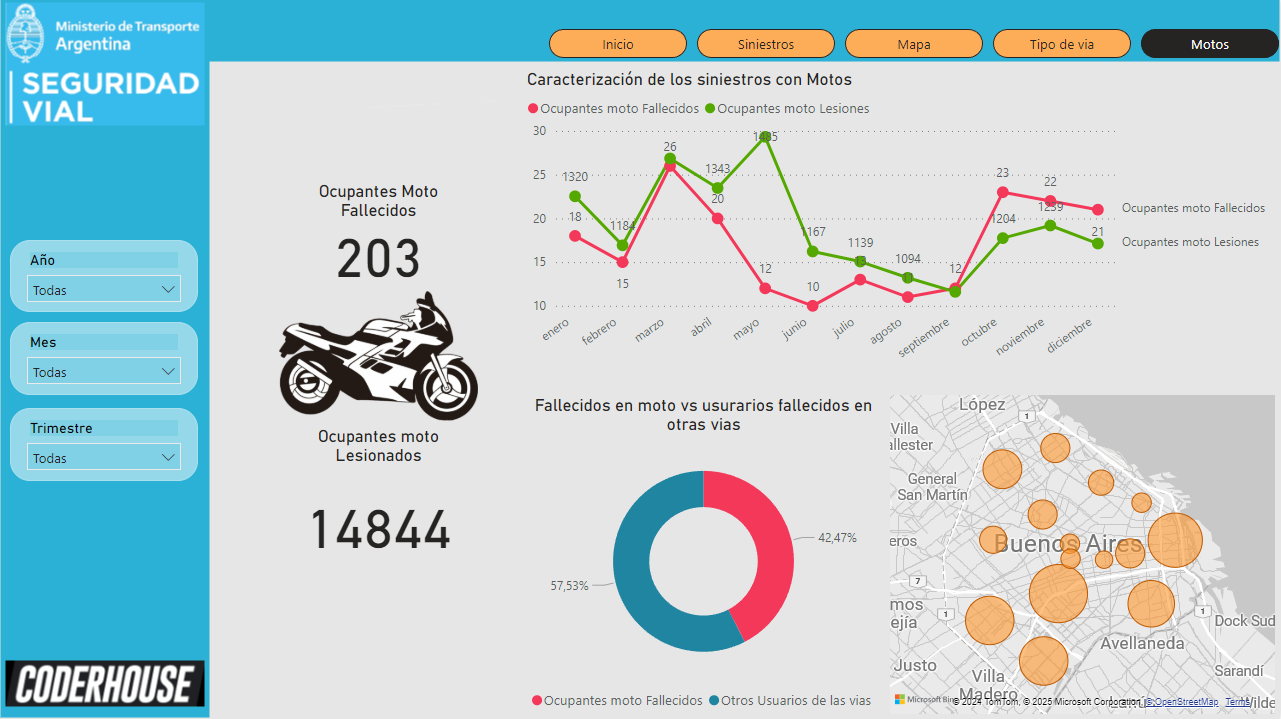 Ministerio de Transporte
Argentina
SEGURIDAD
VIAL
Inicio
Siniestros
Mapa
Tipo de via
Motos
Año
Todas
Mes
Todas
Trimestre
Todas
CODERHOUSE
Ocupantes Moto
Fallecidos
203
Ocupantes moto
Lesionados
14844
Caracterización de los siniestros con Motos
Ocupantes moto Fallecidos Ocupantes moto Lesiones
30
25
20
15
10
1320
18
1184
15
26
1343
20
12
1167
10
1139
1094
12
23
1204
22
1239
21
Ocupantes moto Fallecidos
Ocupantes moto Lesiones
enero
febrero
marzo
abril
mayo
junio
julio
agosto
septiembre
octubre
noviembre
diciembre
Fallecidos en moto vs usurarios fallecidos en
otras vias
42,47%
57,53%
Ocupantes moto Fallecidos Otros Usuarios de las vias
López
1
Villa
allester
General
San Martín
eros
Buenos Aires
7
1
mos
ejía
1
Dock Sud
Avellaneda
Justo
Sarandí
Villa
Madero
Microsoft Bin
© 2024 TomTom, © 2025 Microsoft Corporation, © OpenStreetMap Terms
Wilde